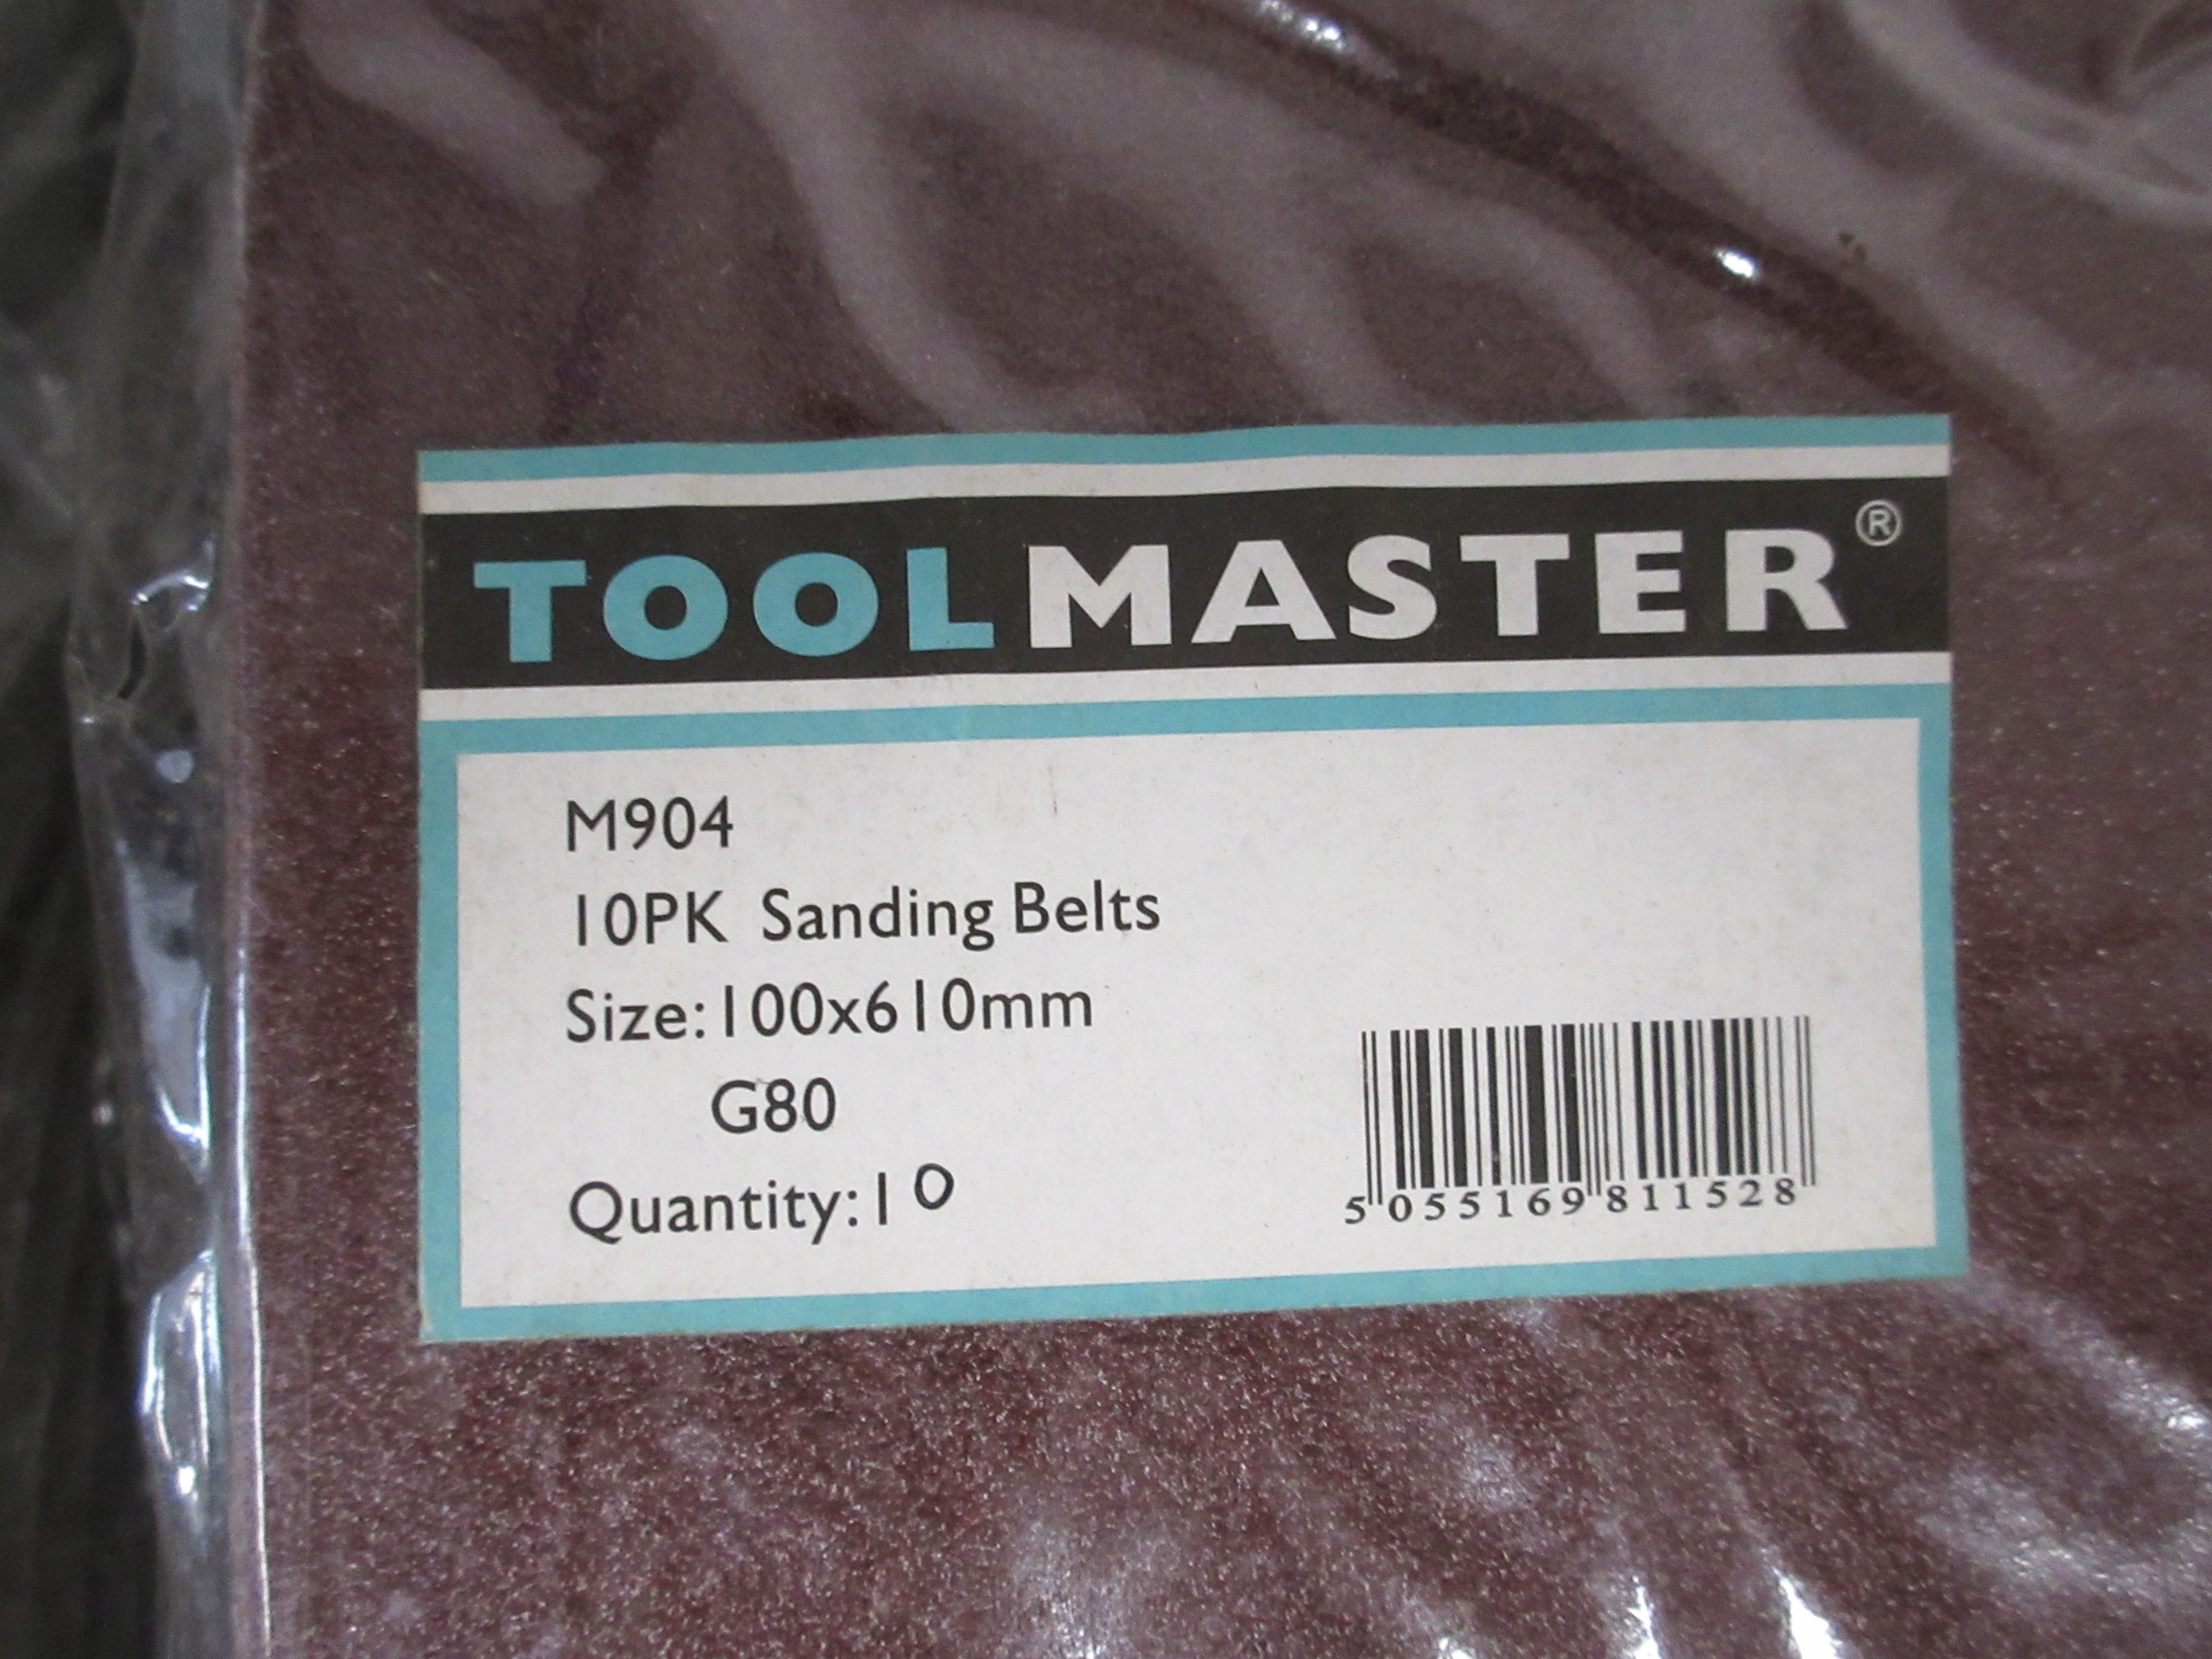 TOOLMASTER®
M904
10PK Sanding Belts
Size:100x610mm
G80
Quantity:10
5 055169 811528